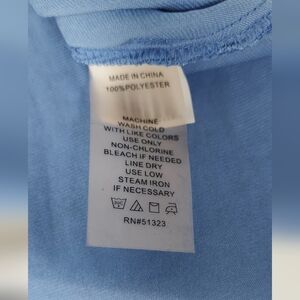 MADE IN CHINA
100%POLYESTER
MACHINE
WASH COLD
WITH LIKE COLORS
USE ONLY
NON-CHLORINE
BLEACH IF NEEDED
LINE DRY
USE LOW
STEAM IRON
IF NECESSARY
RN#51323